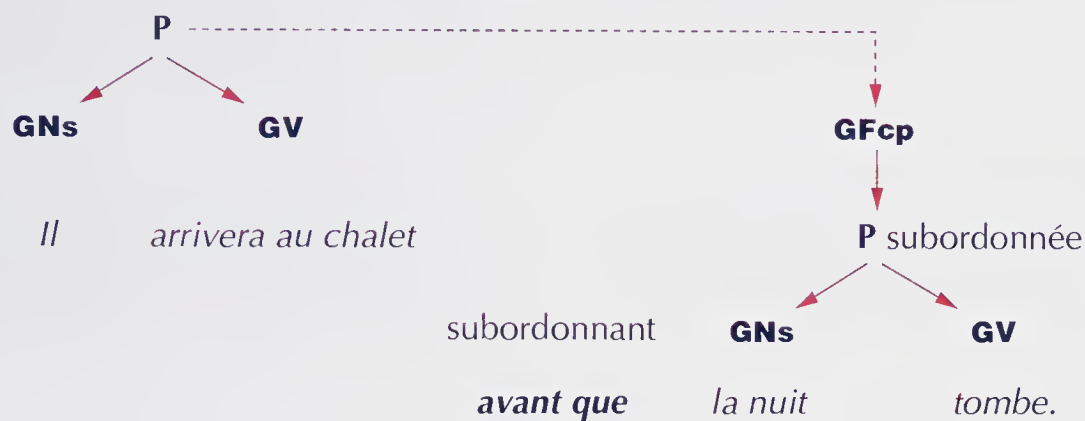 P
GNs GV GFcp
Il arrivera au chalet P subordonnée
subordonnant GNs GV
avant que la nuit tombe.